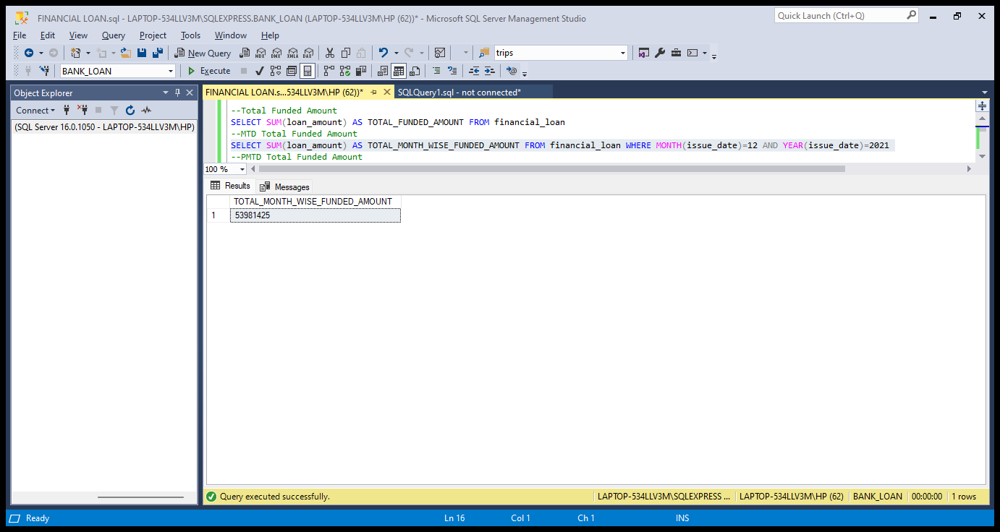 FINANCIAL LOAN.sql - LAPTOP-534LLV3M\SQLEXPRESS.BANK_LOAN (LAPTOP-534LLV3M\HP (62))* - Microsoft SQL Server Management Studio
Quick Launch (Ctrl+Q)
File Edit View Query Project Tools Window Help
New Query MDX DMX XMLA DAX trips
BANK_LOAN Execute
Object Explorer
FINANCIAL LOAN.s...534LLV3M\HP (62))* SQLQuery1.sql - not connected*
Connect
(SQL Server 16.0.1050 - LAPTOP-534LLV3M\HP)
--Total Funded Amount
SELECT SUM(loan_amount) AS TOTAL_FUNDED_AMOUNT FROM financial_loan
--MTD Total Funded Amount
SELECT SUM(loan_amount) AS TOTAL_MONTH_WISE_FUNDED_AMOUNT FROM financial_loan WHERE MONTH(issue_date)=12 AND YEAR(issue_date)=2021
--PMTD Total Funded Amount
100 %
Results Messages
TOTAL_MONTH_WISE_FUNDED_AMOUNT
1 53981425
Query executed successfully. LAPTOP-534LLV3M\SQLEXPRESS ... LAPTOP-534LLV3M\HP (62) BANK_LOAN 00:00:00 1 rows
Ready Ln 16 Col 1 Ch 1 INS